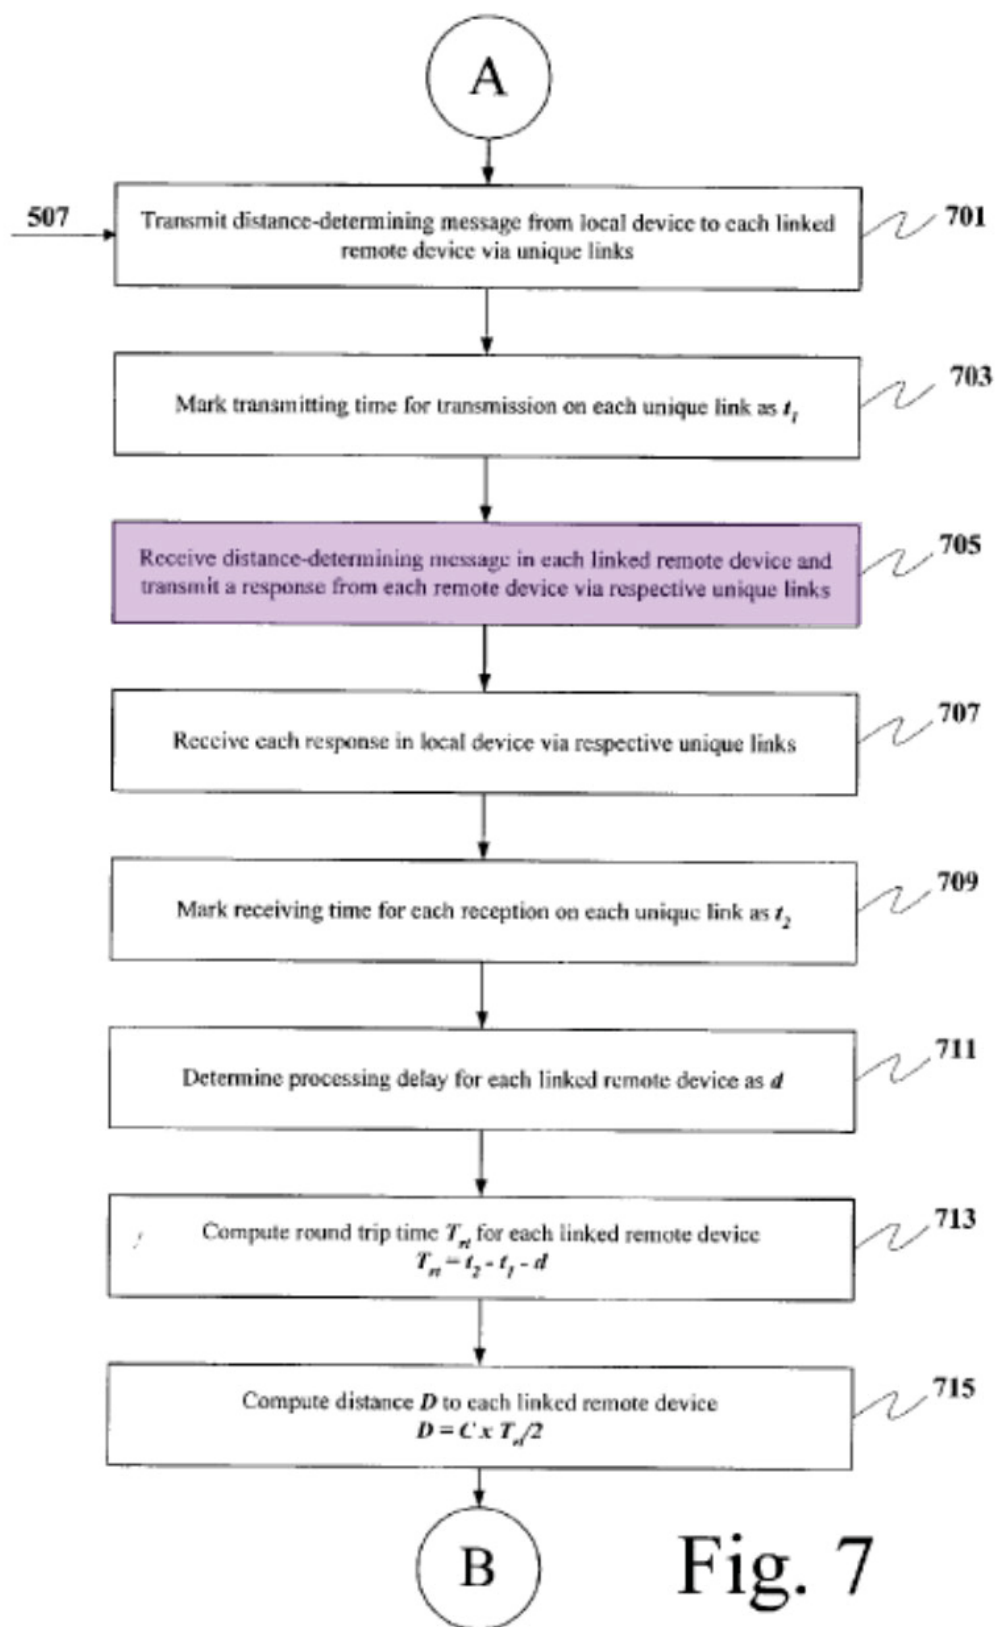 A
507
Transmit distance-determining message from local device to each linked
remote device via unique links
701
Mark transmitting time for transmission on each unique link as t1
703
Receive distance-determining message in each linked remote device and
transmit a response from each remote device via respective unique links
705
Receive each response in local device via respective unique links
707
Mark receiving time for each reception on each unique link as t2
709
Determine processing delay for each linked remote device as d
711
Compute round trip time Trt for each linked remote device
Trt = t2 - t1 - d
713
Compute distance D to each linked remote device
D = C x Trt/2
715
B
Fig. 7